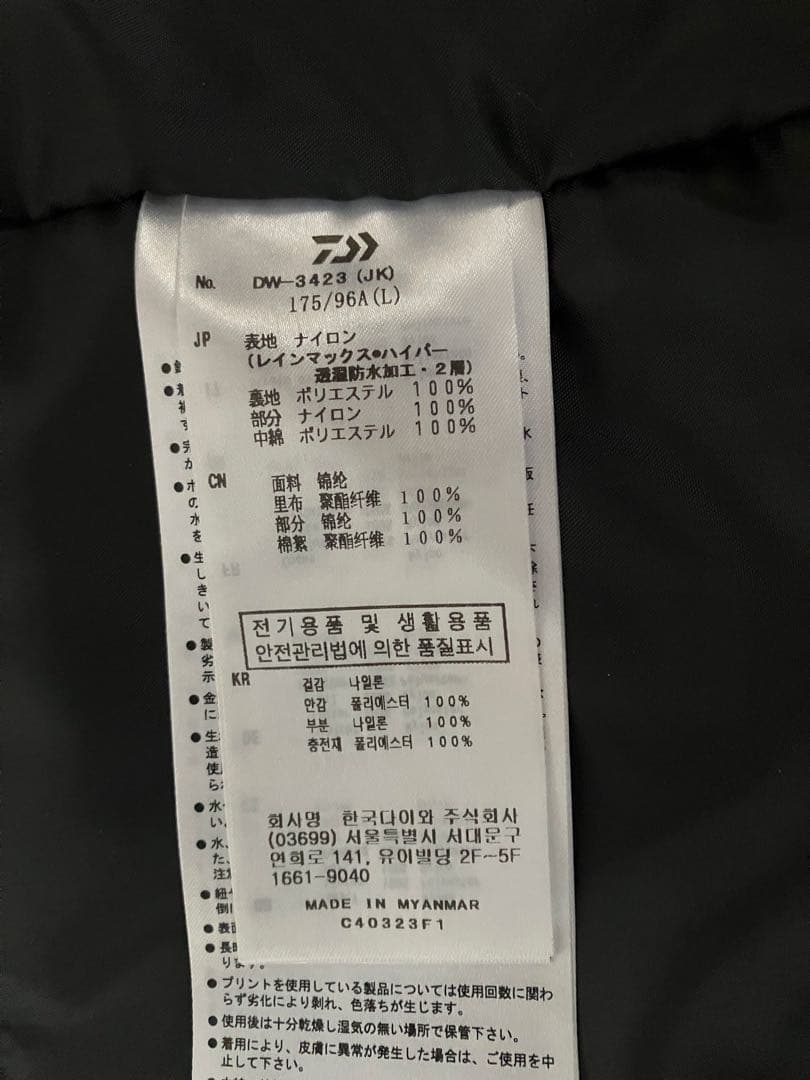 No. DW-3423 (JK)
175/96A(L)
JP 表地 ナイロン
(レインマックス●ハイパー
透湿防水加工・2層)
裏地 ポリエステル 100%
部分 ナイロン 100%
中綿 ポリエステル 100%
CN 面料 锦纶
里布 聚酯纤维 100%
部分 锦纶 100%
棉絮 聚酯纤维 100%
전기용품 및 생활용품
안전관리법에 의한 품질표시
KR 겉감 나일론
안감 폴리에스터 100%
부분 나일론 100%
충전재 폴리에스터 100%
회사명 한국다이와 주식회사
(03699) 서울특별시 서대문구
연희로 141, 유이빌딩 2F~5F
1661-9040
MADE IN MYANMAR
C40323F1
●プリントを使用している製品については使用回数に関わ
らず劣化により剥れ、色落ちが生じます。
●使用後は十分乾燥し湿気の無い場所で保管下さい。
●着用により、皮膚に異常が発生した場合は、ご使用を中
止して下さい。